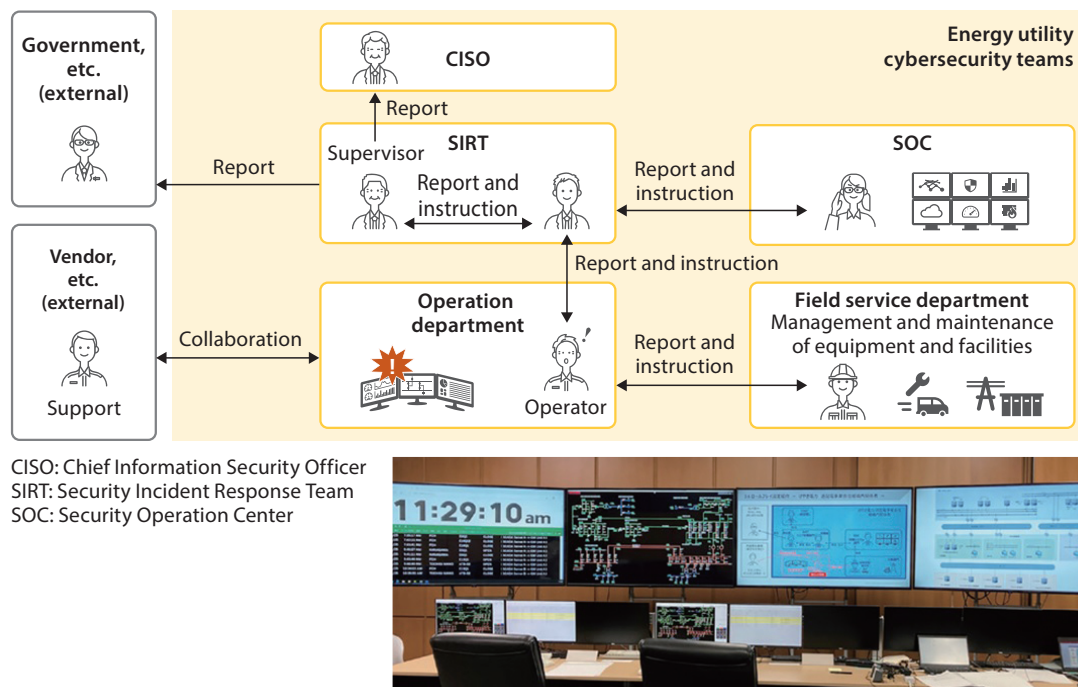 Government,
etc.
(external)
Energy utility
cybersecurity teams
CISO
Report
SIRT
Supervisor
Report and
instruction
Report
Report and
instruction
SOC
Vendor,
etc.
(external)
Support
Collaboration
Report and instruction
Operation
department
!
!
Operator
Report and
instruction
Field service department
Management and maintenance
of equipment and facilities
CISO: Chief Information Security Officer
SIRT: Security Incident Response Team
SOC: Security Operation Center
11:29:10 am